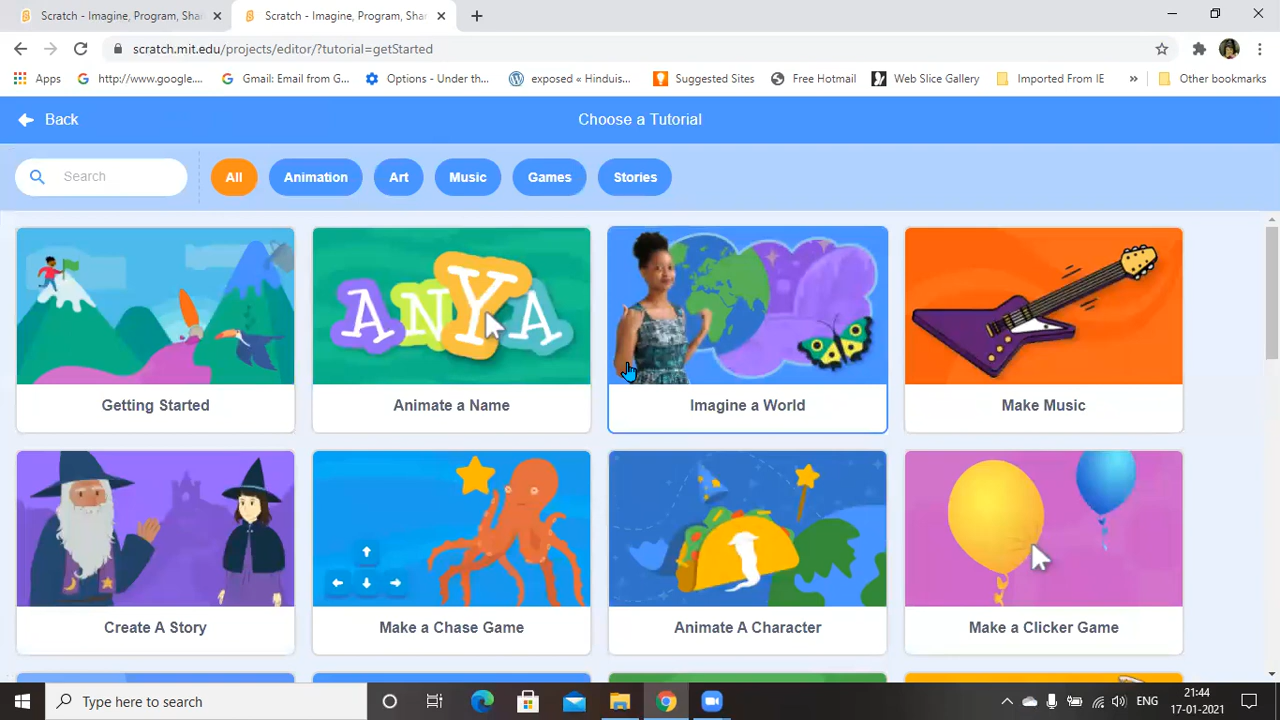 Scratch - Imagine, Program, Shar
Scratch - Imagine, Program, Shar
scratch.mit.edu/projects/editor/?tutorial=getStarted
Apps
http://www.google....
Gmail: Email from G...
Options - Under th...
exposed « Hinduis...
Suggested Sites
Free Hotmail
Web Slice Gallery
Imported From IE
»
Other bookmarks
Back
Choose a Tutorial
Search
All
Animation
Art
Music
Games
Stories
ANYA
Getting Started
Animate a Name
Imagine a World
Make Music
Create A Story
Make a Chase Game
Animate A Character
Make a Clicker Game
Type here to search
ENG
21:44
17-01-2021